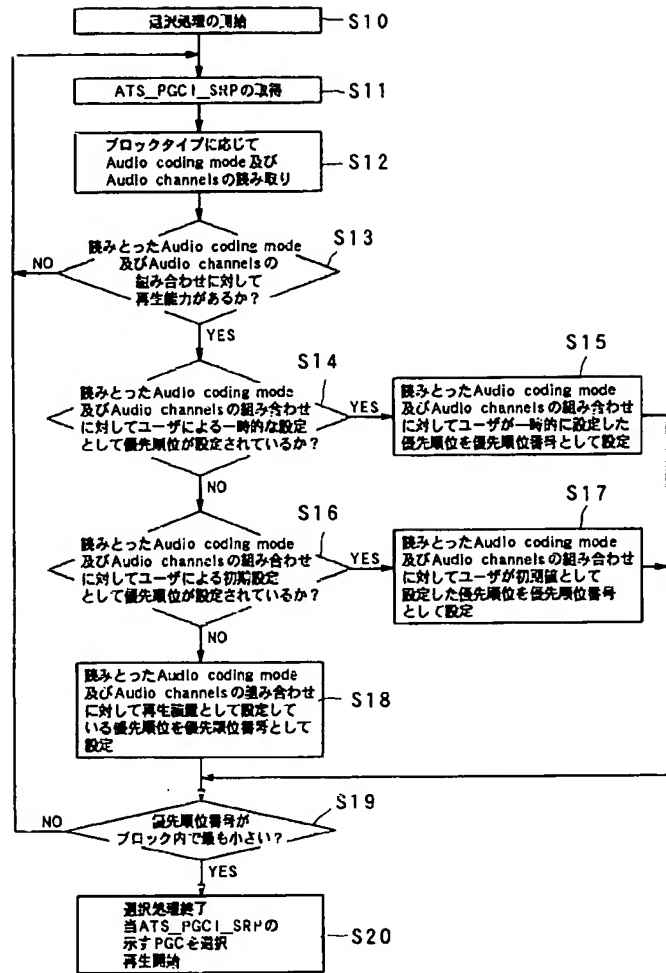 選択処理の開始
S10
ATS_PGCI_SRPの取得
S11
ブロックタイプに応じて
Audio coding mode及び
Audio channelsの読み取り
S12
読みとったAudio coding mode
及びAudio channelsの
組み合わせに対して
再生能力があるか?
S13
NO
YES
読みとったAudio coding mode
及びAudio channelsの組み合わせ
に対してユーザによる一時的な設定
として優先順位が設定されているか?
S14
YES
NO
読みとったAudio coding mode
及びAudio channelsの組み合わせ
に対してユーザが一時的に設定した
優先順位を優先順位番号として設定
S15
読みとったAudio coding mode
及びAudio channelsの組み合わせ
に対してユーザによる初期設定
として優先順位が設定されているか?
S16
YES
NO
読みとったAudio coding mode
及びAudio channelsの組み合わせ
に対してユーザが初期値として
設定した優先順位を優先順位番号
として設定
S17
読みとったAudio coding mode
及びAudio channelsの組み合わせ
に対して再生装置として設定して
いる優先順位を優先順位番号として
設定
S18
優先順位番号が
ブロック内で最も小さい?
S19
NO
YES
選択処理終了
当ATS_PGCI_SRPの
示すPGCを選択
再生開始
S20